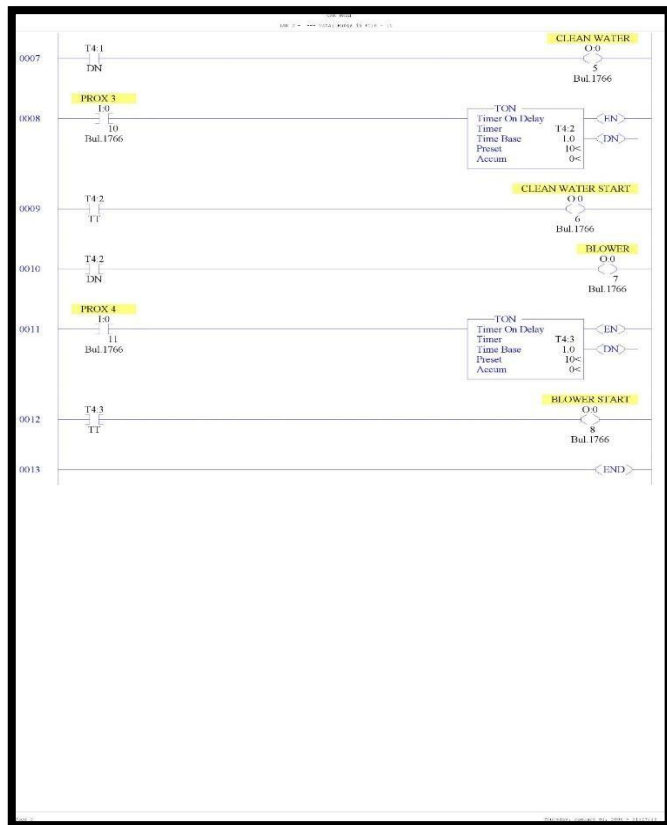 CLEAN WATER
T4:1 O:0
0007
DN 5
Bul.1766
PROX 3
I:0 TON
0008 Timer On Delay EN
10 Timer T4:2
Bul.1766 Time Base 1.0 DN
Preset 10<
Accum 0<
CLEAN WATER START
T4:2 O:0
0009
TT 6
Bul.1766
BLOWER
T4:2 O:0
0010
DN 7
Bul.1766
PROX 4
I:0 TON
0011 Timer On Delay EN
11 Timer T4:3
Bul.1766 Time Base 1.0 DN
Preset 10<
Accum 0<
BLOWER START
T4:3 O:0
0012
TT 8
Bul.1766
0013 END